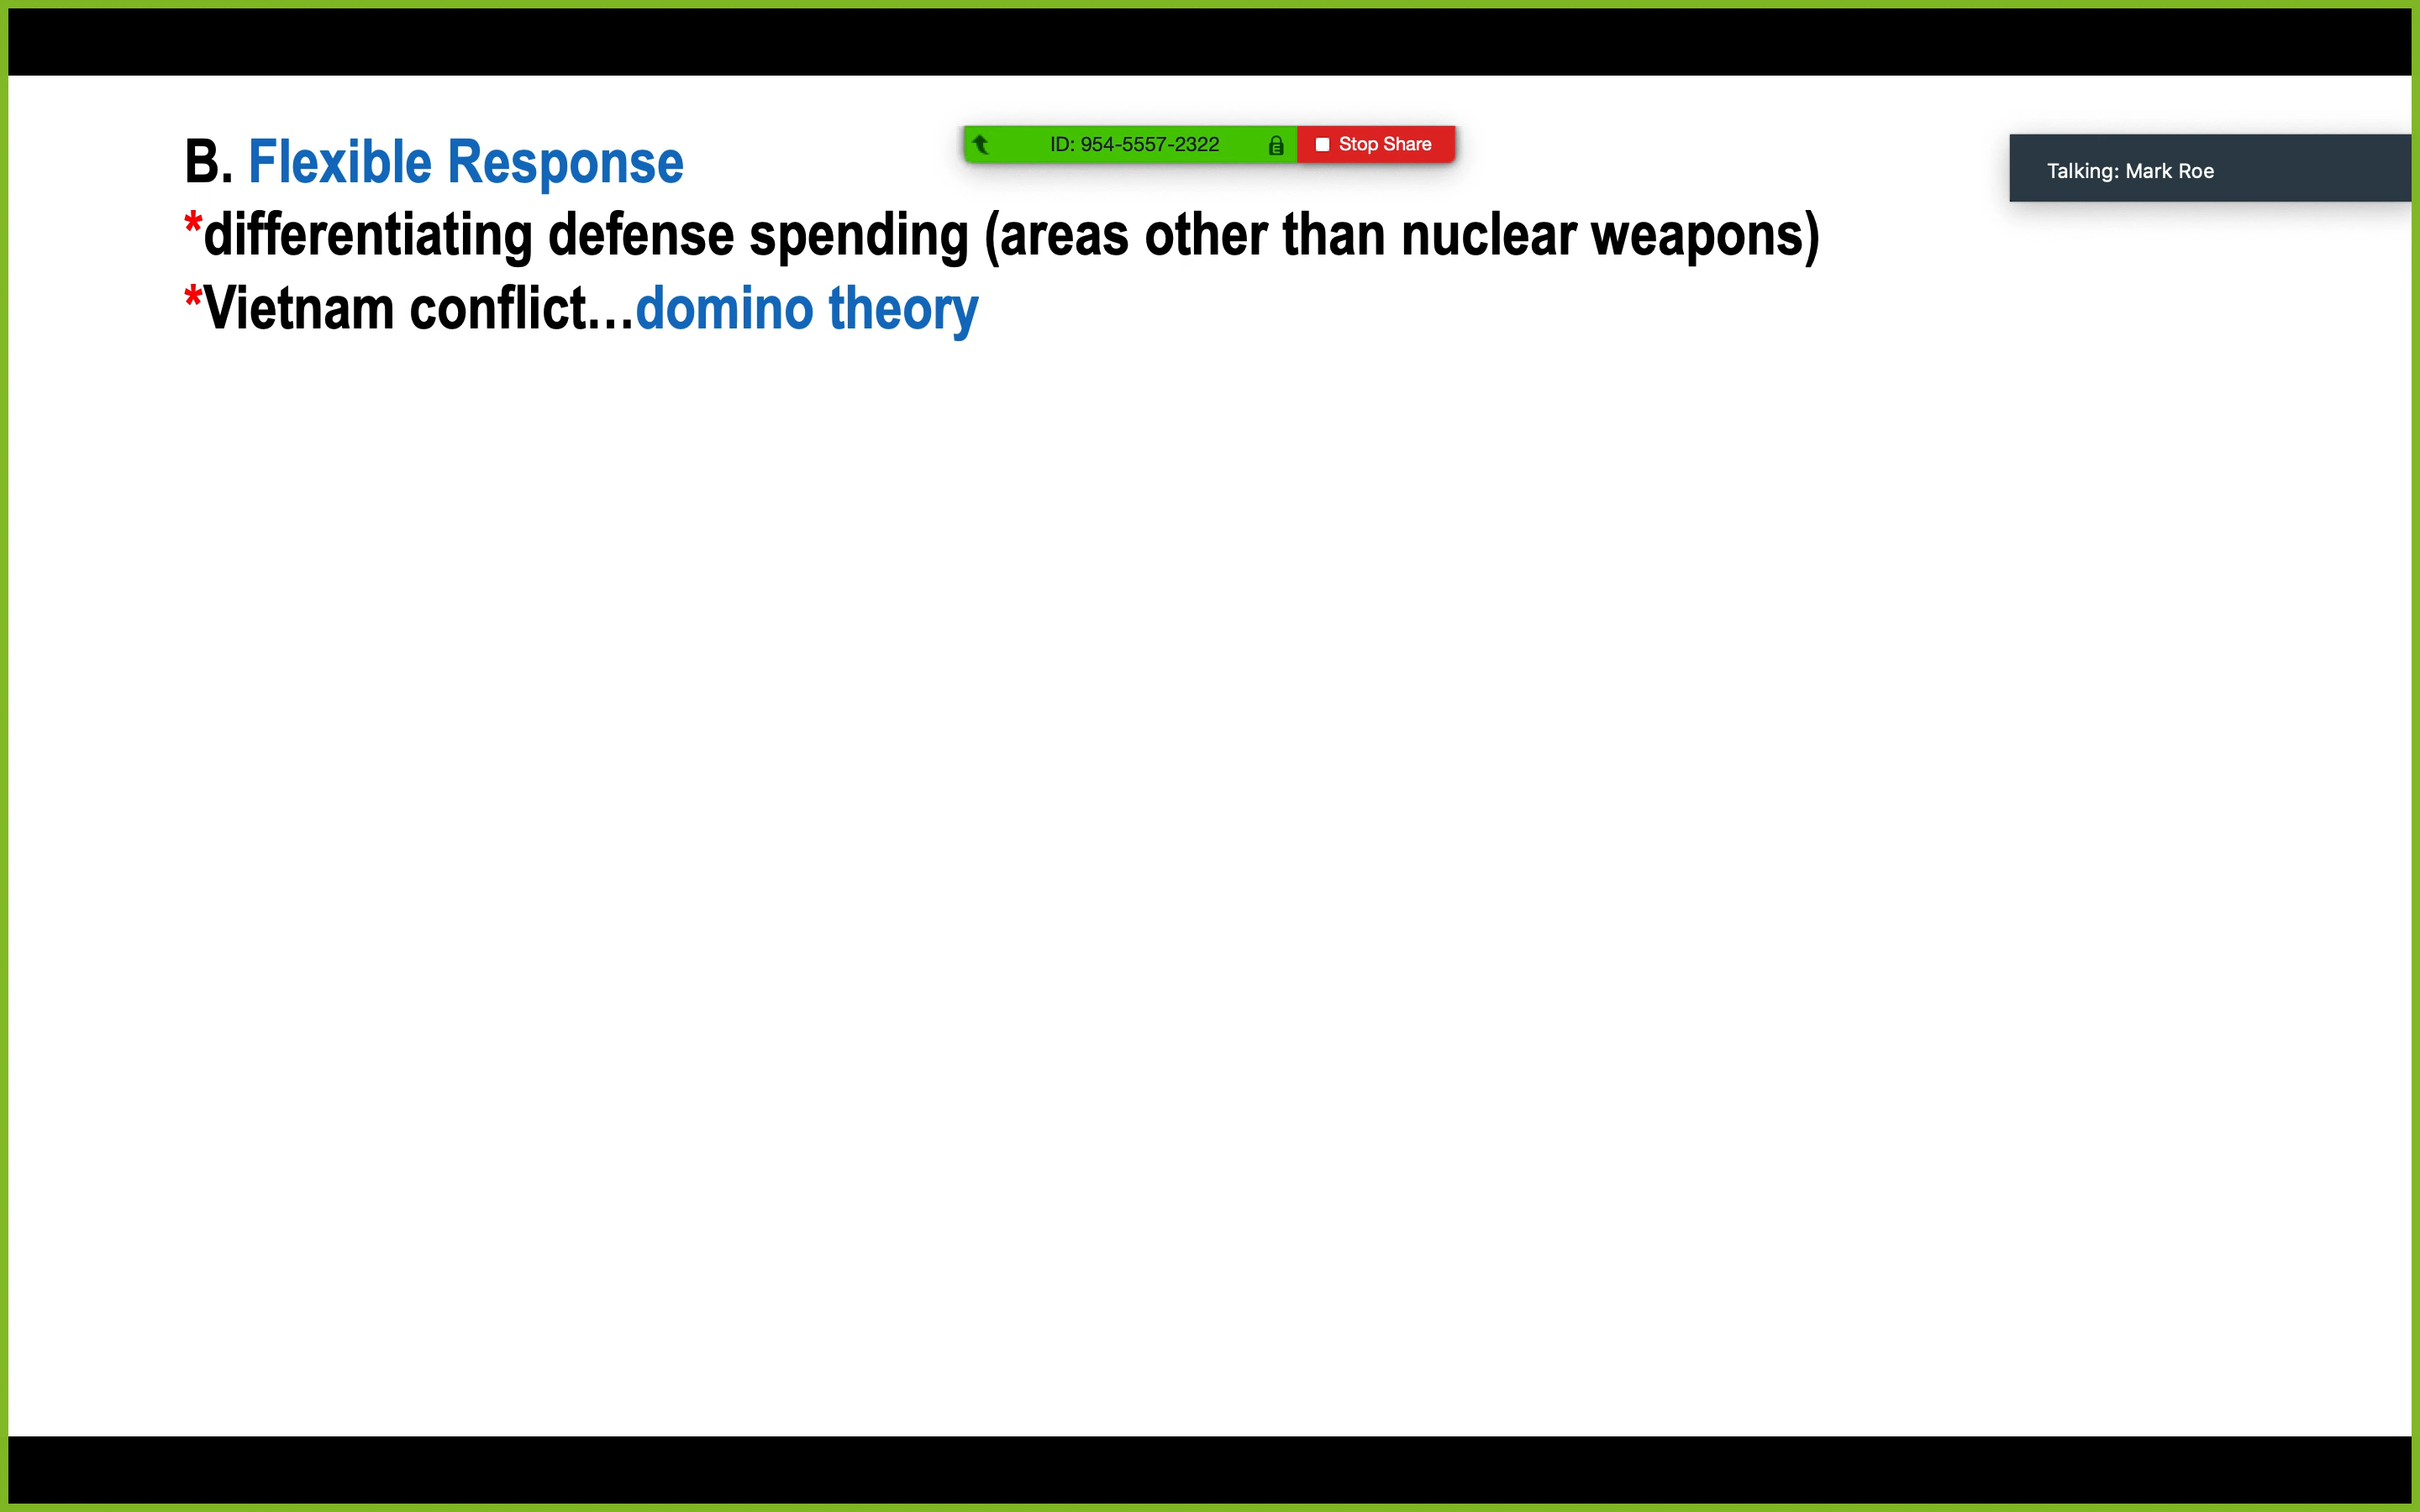 B. Flexible Response
ID: 954-5557-2322
Stop Share
Talking: Mark Roe
*differentiating defense spending (areas other than nuclear weapons)
*Vietnam conflict…domino theory